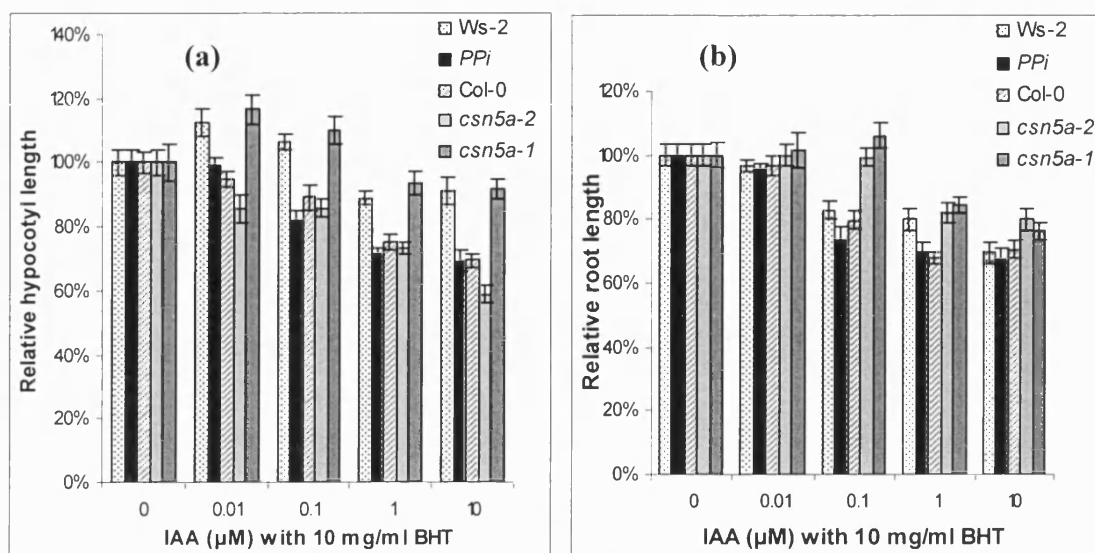 (a)
Relative hypocotyl length
140%
120%
100%
80%
60%
40%
20%
0%
Ws-2
PPi
Col-0
csn5a-2
csn5a-1
0 0.01 0.1 1 10
IAA (µM) with 10 mg/ml BHT
(b)
Relative root length
140%
120%
100%
80%
60%
40%
20%
0%
Ws-2
PPi
Col-0
csn5a-2
csn5a-1
0 0.01 0.1 1 10
IAA (µM) with 10 mg/ml BHT